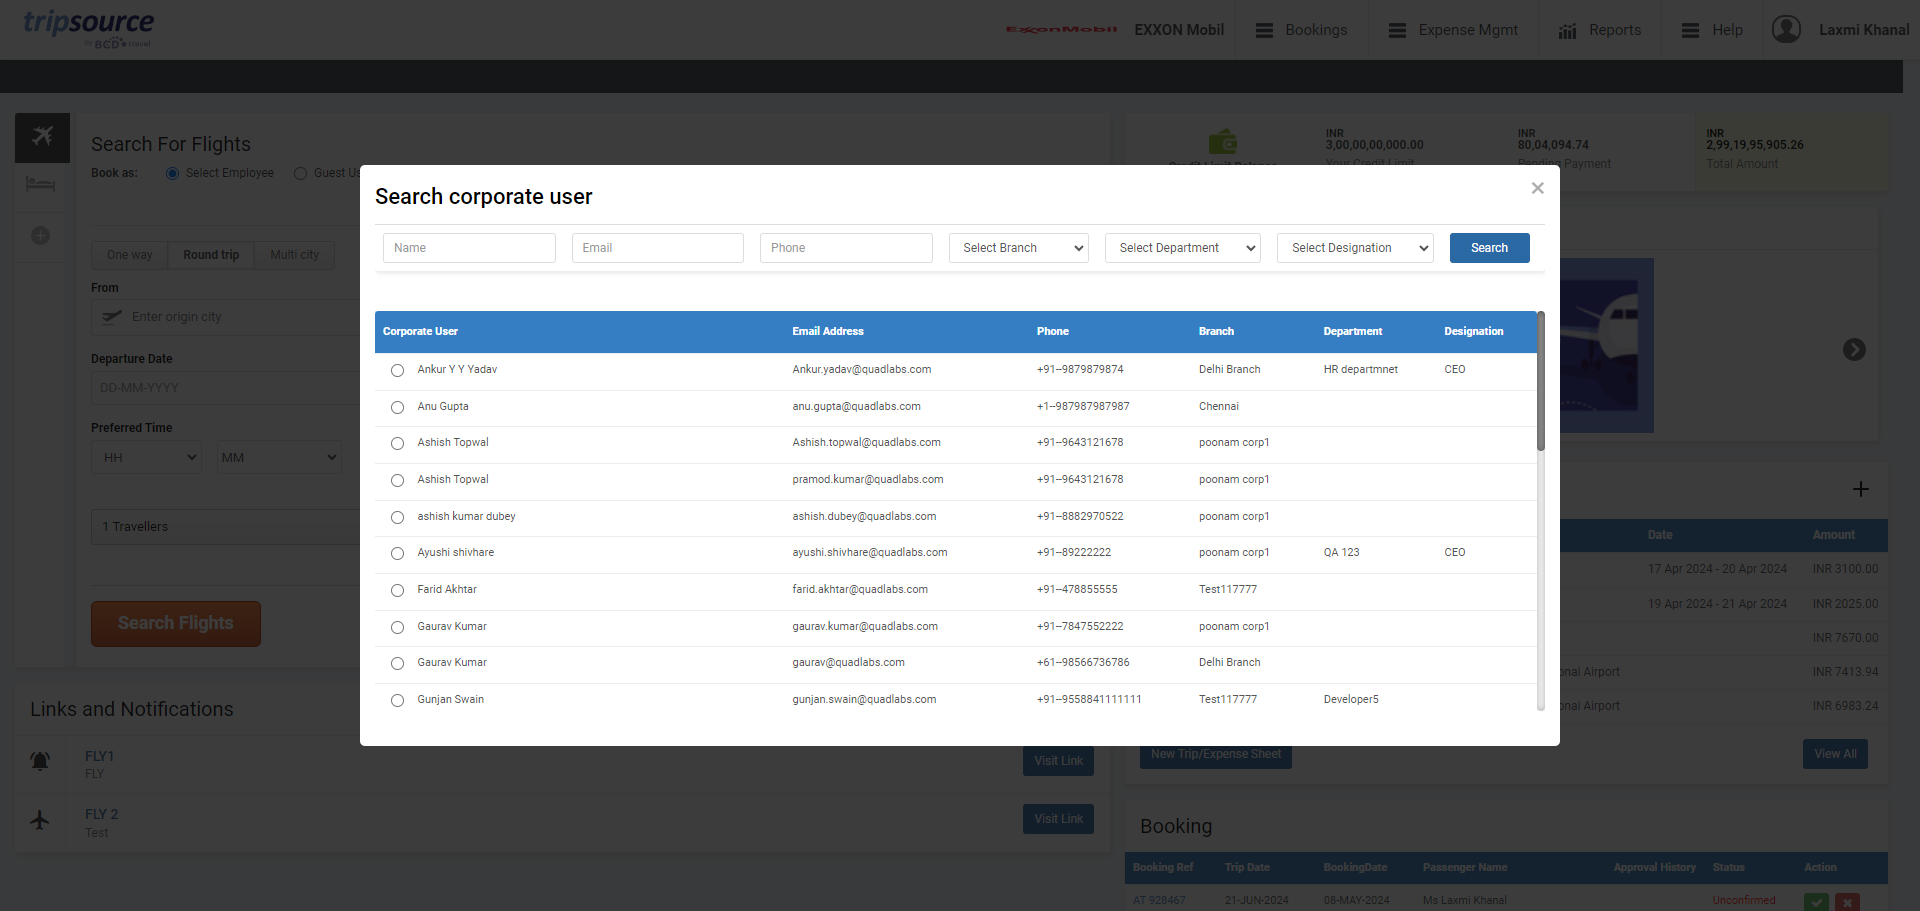 tripsource
by BCD travel
ExxonMobil EXXON Mobil Bookings Expense Mgmt Reports Help Laxmi Khanal
Search For Flights
Book as: Select Employee Guest
One way Round trip Multi city
From
Enter origin city
Departure Date
DD-MM-YYYY
Preferred Time
HH MM
1 Travellers
Search Flights
INR
3,00,00,00,000.00
Your Credit Limit
INR
80,04,094.74
Pending Payment
INR
2,99,19,95,905.26
Total Amount
Credit Limit Balance
Search corporate user
×
Name Email Phone Select Branch Select Department Select Designation Search
Corporate User Email Address Phone Branch Department Designation
Ankur Y Y Yadav Ankur.yadav@quadlabs.com +91--9879879874 Delhi Branch HR departmnet CEO
Anu Gupta anu.gupta@quadlabs.com +1--987987987987 Chennai
Ashish Topwal Ashish.topwal@quadlabs.com +91--9643121678 poonam corp1
Ashish Topwal pramod.kumar@quadlabs.com +91--9643121678 poonam corp1
ashish kumar dubey ashish.dubey@quadlabs.com +91--8882970522 poonam corp1
Ayushi shivhare ayushi.shivhare@quadlabs.com +91--89222222 poonam corp1 QA 123 CEO
Farid Akhtar farid.akhtar@quadlabs.com +91--478855555 Test117777
Gaurav Kumar gaurav.kumar@quadlabs.com +91--7847552222 poonam corp1
Gaurav Kumar gaurav@quadlabs.com +61--98566736786 Delhi Branch
Gunjan Swain gunjan.swain@quadlabs.com +91--9558841111111 Test117777 Developer5
Date Amount
17 Apr 2024 - 20 Apr 2024 INR 3100.00
19 Apr 2024 - 21 Apr 2024 INR 2025.00
INR 7670.00
Airport INR 7413.94
Airport INR 6983.24
New Trip/Expense Sheet View All
Links and Notifications
FLY1
FLY
Visit Link
FLY 2
Test
Visit Link
Booking
Booking Ref Trip Date BookingDate Passenger Name Approval History Status Action
AT 928467 21-JUN-2024 08-MAY-2024 Ms Laxmi Khanal Unconfirmed